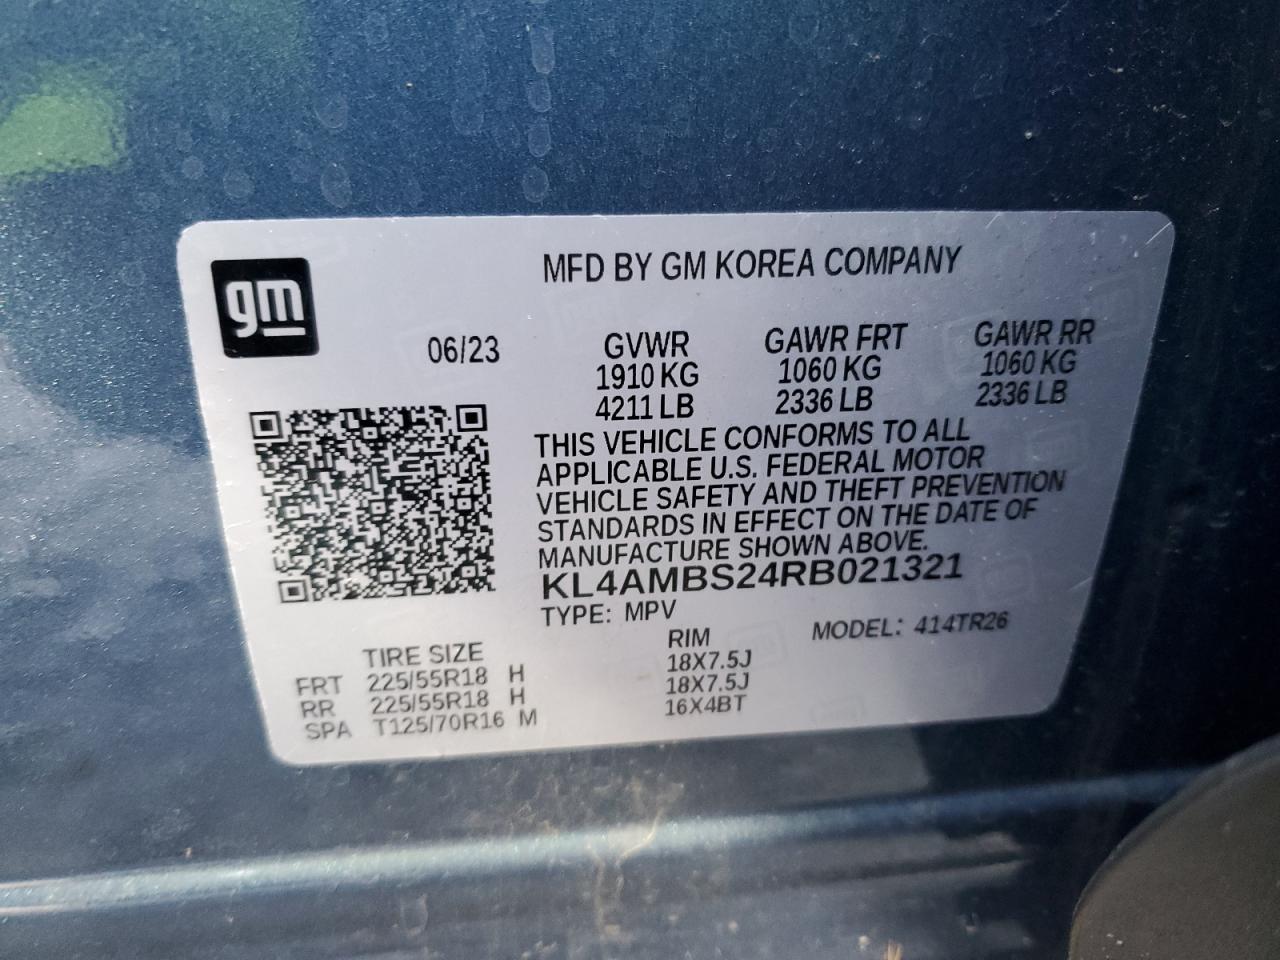 gm
MFD BY GM KOREA COMPANY
06/23
GVWR GAWR FRT GAWR RR
1910 KG 1060 KG 1060 KG
4211 LB 2336 LB 2336 LB
THIS VEHICLE CONFORMS TO ALL
APPLICABLE U.S. FEDERAL MOTOR
VEHICLE SAFETY AND THEFT PREVENTION
STANDARDS IN EFFECT ON THE DATE OF
MANUFACTURE SHOWN ABOVE.
KL4AMBS24RB021321
TYPE: MPV MODEL: 414TR26
TIRE SIZE RIM
FRT 225/55R18 H 18X7.5J
RR 225/55R18 H 18X7.5J
SPA T125/70R16 M 16X4BT